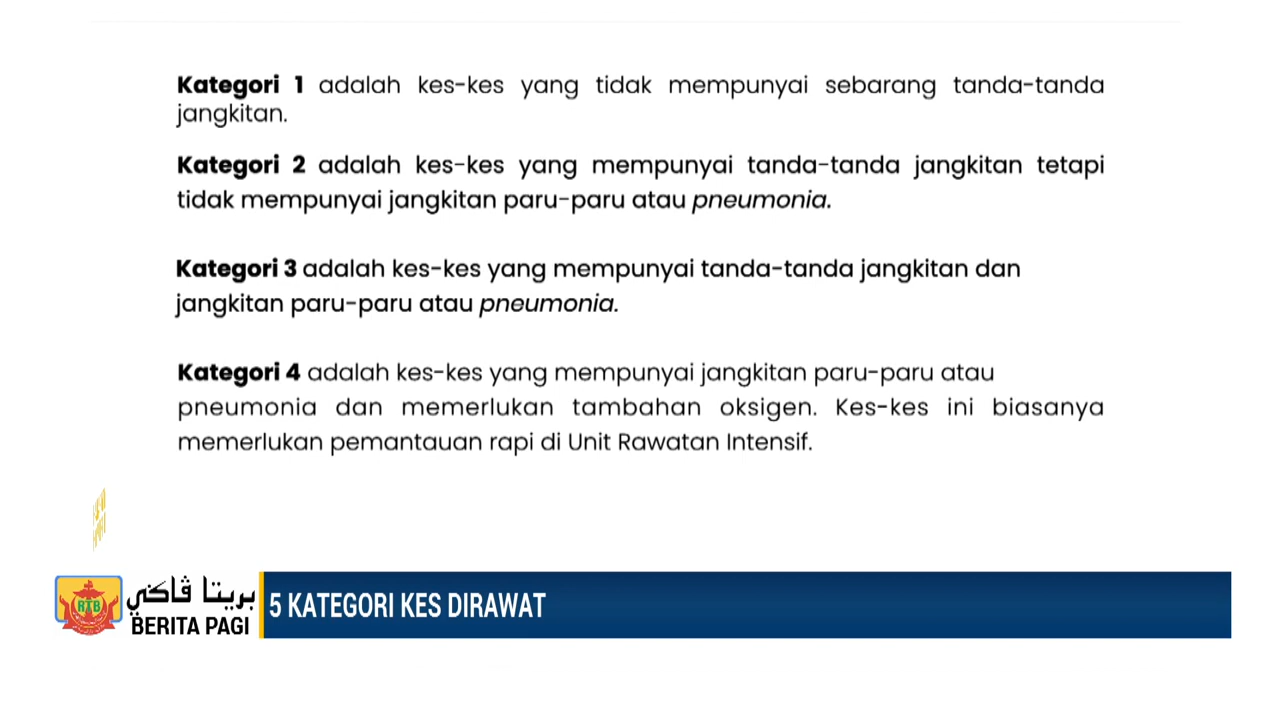 Kategori 1 adalah kes-kes yang tidak mempunyai sebarang tanda-tanda
jangkitan.
Kategori 2 adalah kes-kes yang mempunyai tanda-tanda jangkitan tetapi
tidak mempunyai jangkitan paru-paru atau pneumonia.
Kategori 3 adalah kes-kes yang mempunyai tanda-tanda jangkitan dan
jangkitan paru-paru atau pneumonia.
Kategori 4 adalah kes-kes yang mempunyai jangkitan paru-paru atau
pneumonia dan memerlukan tambahan oksigen. Kes-kes ini biasanya
memerlukan pemantauan rapi di Unit Rawatan Intensif.
RTB
بريتا ڤاݢي
BERITA PAGI
5 KATEGORI KES DIRAWAT